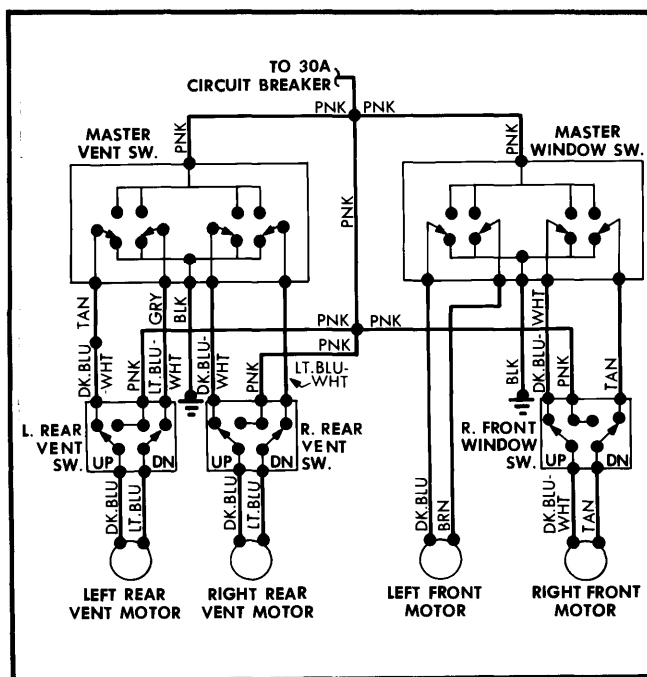 TO 30A
CIRCUIT BREAKER
PNK PNK
MASTER
VENT SW.
PNK
PNK
MASTER
WINDOW SW.
PNK
TAN
GRY
BLK
PNK PNK
PNK
DK.BLU
-WHT
PNK
LT.BLU-
WHT
DK.BLU-
WHT
PNK
LT.BLU-
WHT
BLK
DK.BLU-
WHT
PNK
TAN
L. REAR
VENT
SW.
UP DN
R. REAR
VENT
SW.
UP DN
R. FRONT
WINDOW
SW.
UP DN
DK.BLU
LT.BLU
DK.BLU
LT.BLU
DK.BLU
BRN
DK.BLU-
WHT
TAN
LEFT REAR
VENT MOTOR
RIGHT REAR
VENT MOTOR
LEFT FRONT
MOTOR
RIGHT FRONT
MOTOR